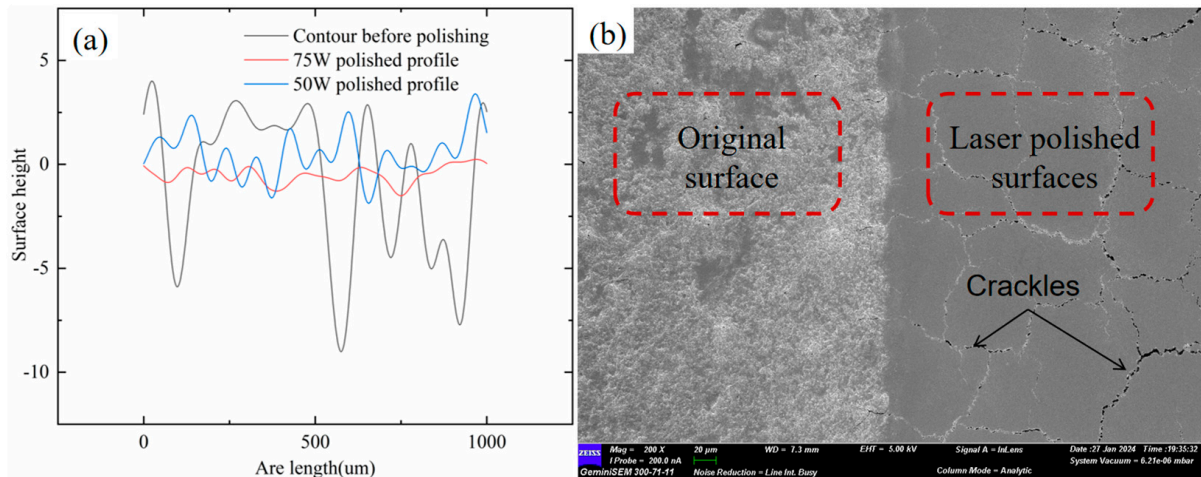 (a)
Contour before polishing
75W polished profile
50W polished profile
5
0
-5
-10
Surface height
0
500
1000
Are length(um)
(b)
Original
surface
Laser polished
surfaces
Crackles
ZEISS
Mag = 200 X
20 µm
WD = 7.3 mm
EHT = 5.00 kV
Signal A = InLens
Date :27 Jan 2024 Time :19:35:32
I Probe = 200.0 nA
System Vacuum = 6.21e-06 mbar
GeminiSEM 300-71-11
Noise Reduction = Line Int. Busy
Column Mode = Analytic